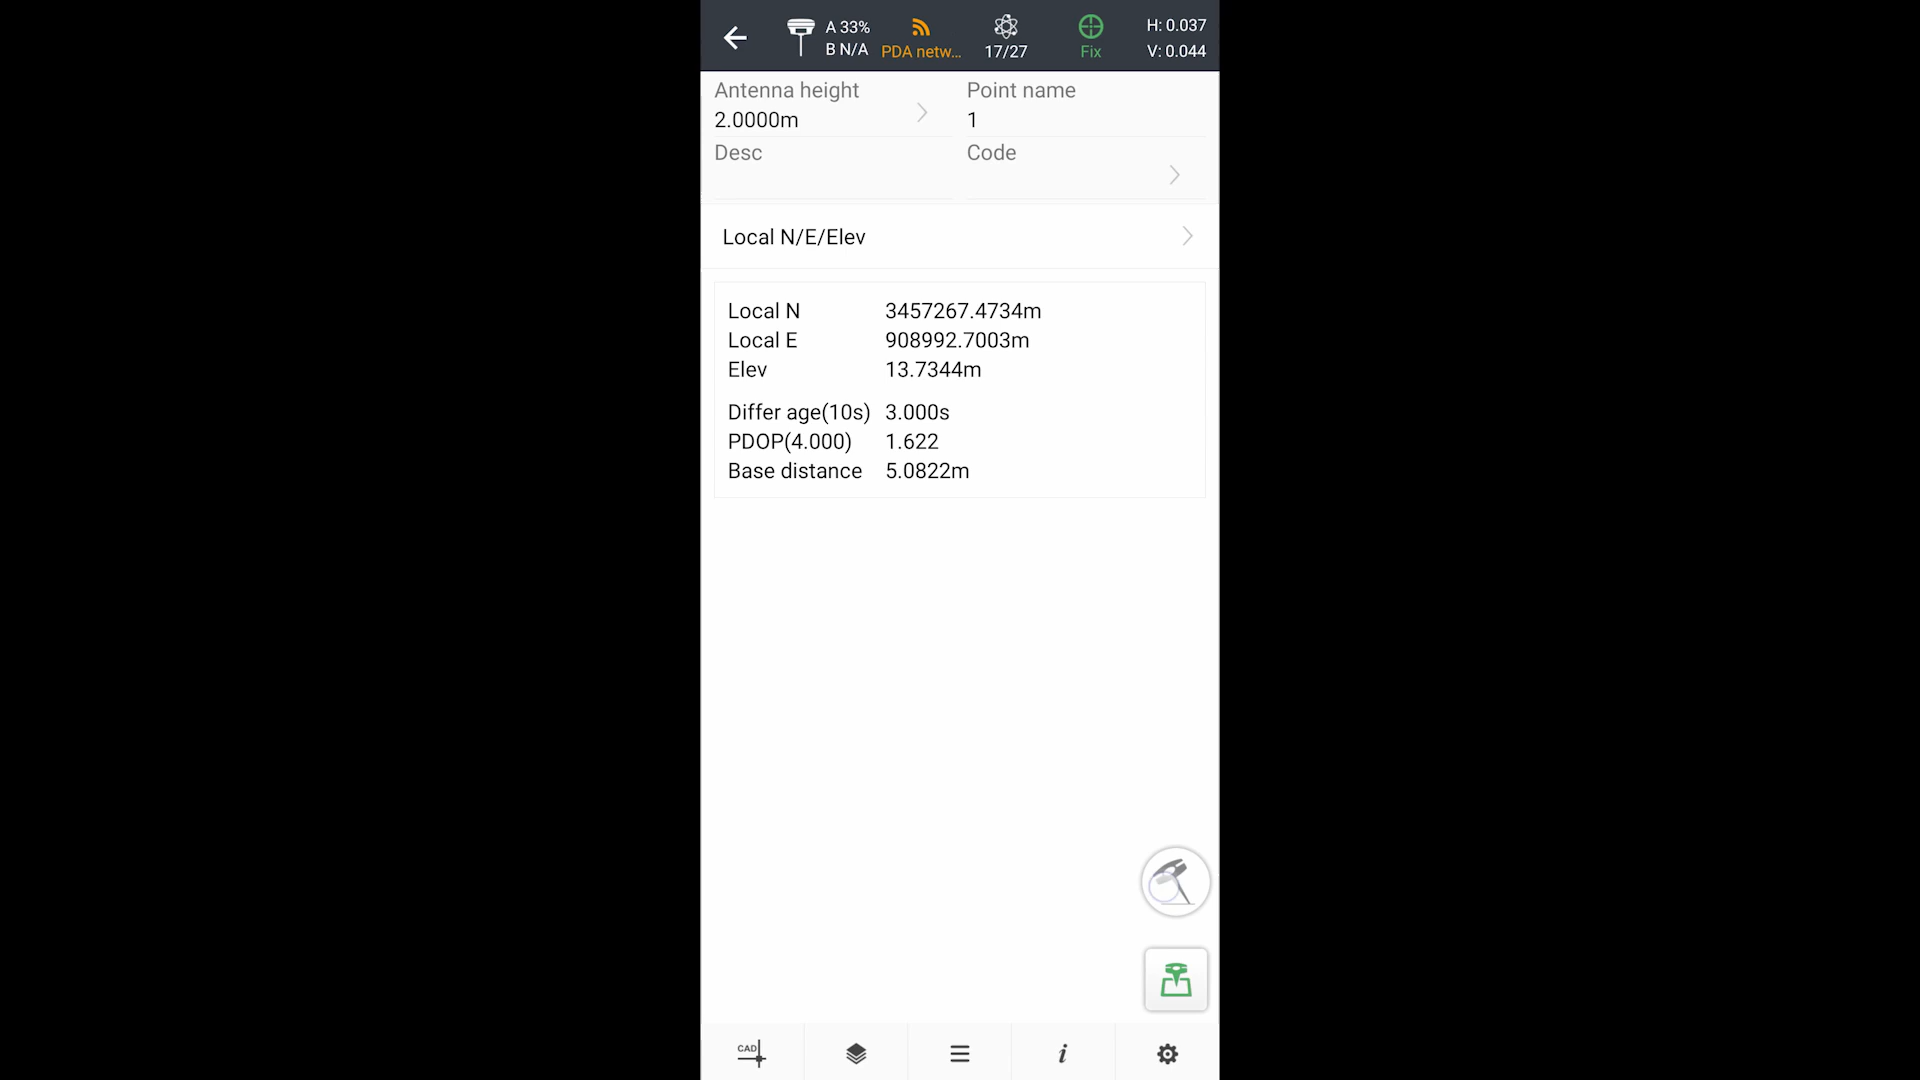 A 33%
B N/A
PDA netw...
17/27
Fix
H: 0.037
V: 0.044
Antenna height
2.0000m
Point name
1
Desc
Code
Local N/E/Elev
Local N 3457267.4734m
Local E 908992.7003m
Elev 13.7344m
Differ age(10s) 3.000s
PDOP(4.000) 1.622
Base distance 5.0822m
CAD
i